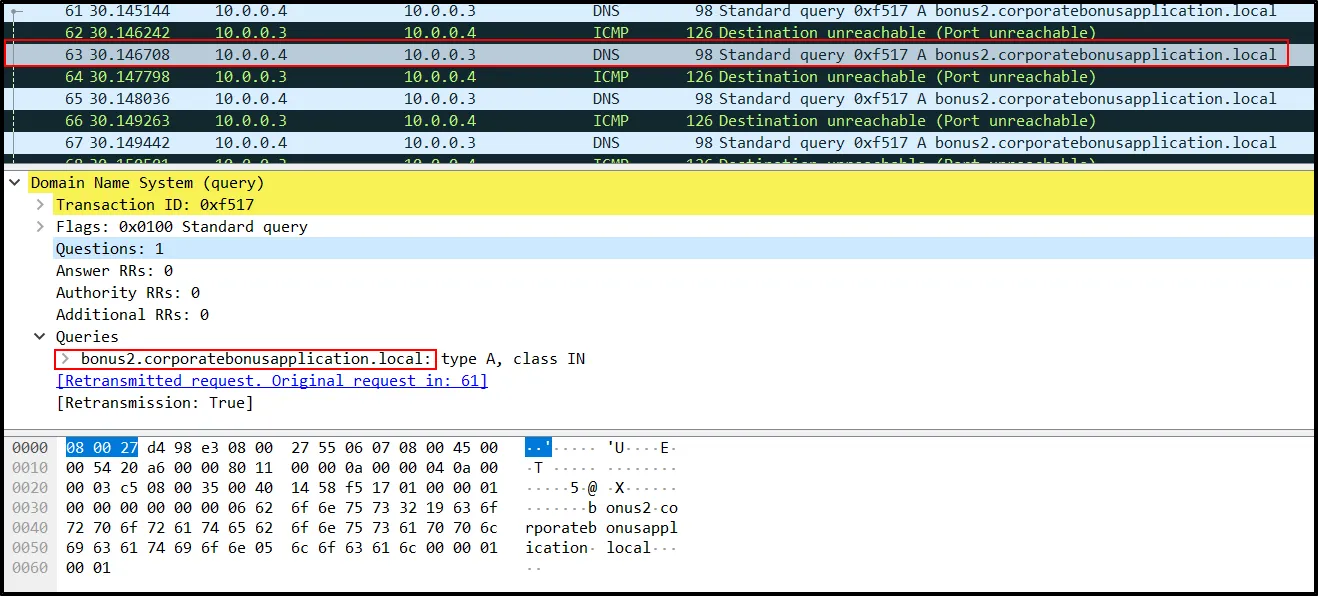 61 30.145144 10.0.0.4 10.0.0.3 DNS 98 Standard query 0xf517 A bonus2.corporatebonusapplication.local
62 30.146242 10.0.0.3 10.0.0.4 ICMP 126 Destination unreachable (Port unreachable)
63 30.146708 10.0.0.4 10.0.0.3 DNS 98 Standard query 0xf517 A bonus2.corporatebonusapplication.local
64 30.147798 10.0.0.3 10.0.0.4 ICMP 126 Destination unreachable (Port unreachable)
65 30.148036 10.0.0.4 10.0.0.3 DNS 98 Standard query 0xf517 A bonus2.corporatebonusapplication.local
66 30.149263 10.0.0.3 10.0.0.4 ICMP 126 Destination unreachable (Port unreachable)
67 30.149442 10.0.0.4 10.0.0.3 DNS 98 Standard query 0xf517 A bonus2.corporatebonusapplication.local
10.0.0.3 10.0.0.4 ICMP 126 Destination unreachable (Port unreachable)
Domain Name System (query)
Transaction ID: 0xf517
Flags: 0x0100 Standard query
Questions: 1
Answer RRs: 0
Authority RRs: 0
Additional RRs: 0
Queries
bonus2.corporatebonusapplication.local: type A, class IN
[Retransmitted request. Original request in: 61]
[Retransmission: True]
0000 08 00 27 d4 98 e3 08 00 27 55 06 07 08 00 45 00 ··'····· 'U····E·
0010 00 54 20 a6 00 00 80 11 00 00 0a 00 00 04 0a 00 ·T ····· ········
0020 00 03 c5 08 00 35 00 40 14 58 f5 17 01 00 00 01 ·····5·@ ·X······
0030 00 00 00 00 00 00 06 62 6f 6e 75 73 32 19 63 6f ·······b onus2·co
0040 72 70 6f 72 61 74 65 62 6f 6e 75 73 61 70 70 6c rporateb onusappl
0050 69 63 61 74 69 6f 6e 05 6c 6f 63 61 6c 00 00 01 ication· local···
0060 00 01 ··